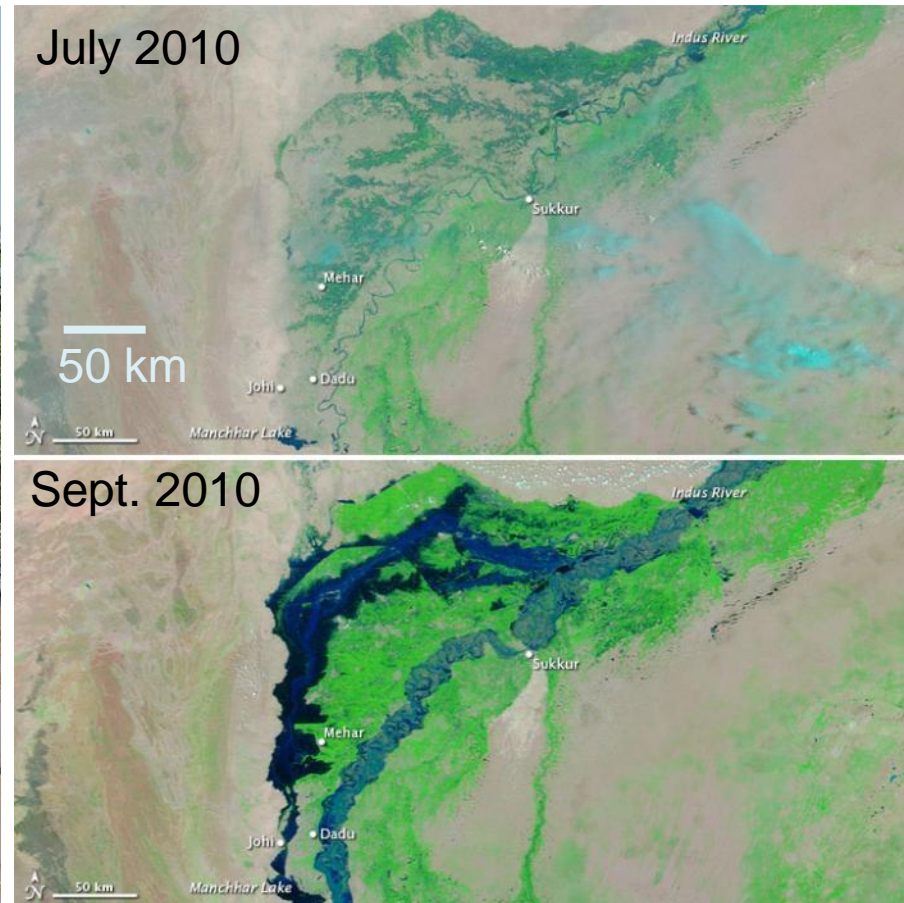 July 2010
Indus River
Sukkur
Mehar
50 km
Johi
Dadu
N
50 km
Manchhar Lake
Sept. 2010
Indus River
Sukkur
Mehar
Johi
Dadu
N
50 km
Manchhar Lake